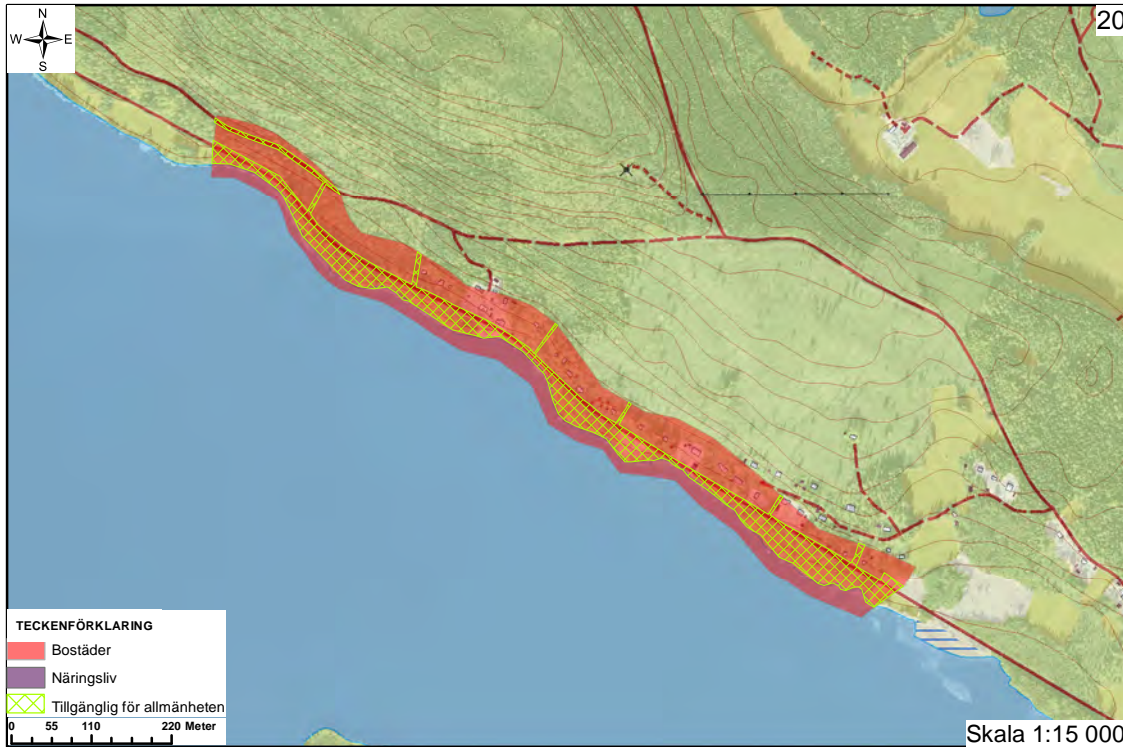 N
W E
S
20
TECKENFÖRKLARING
Bostäder
Näringsliv
Tillgänglig för allmänheten
0 55 110 220 Meter
Skala 1:15 000